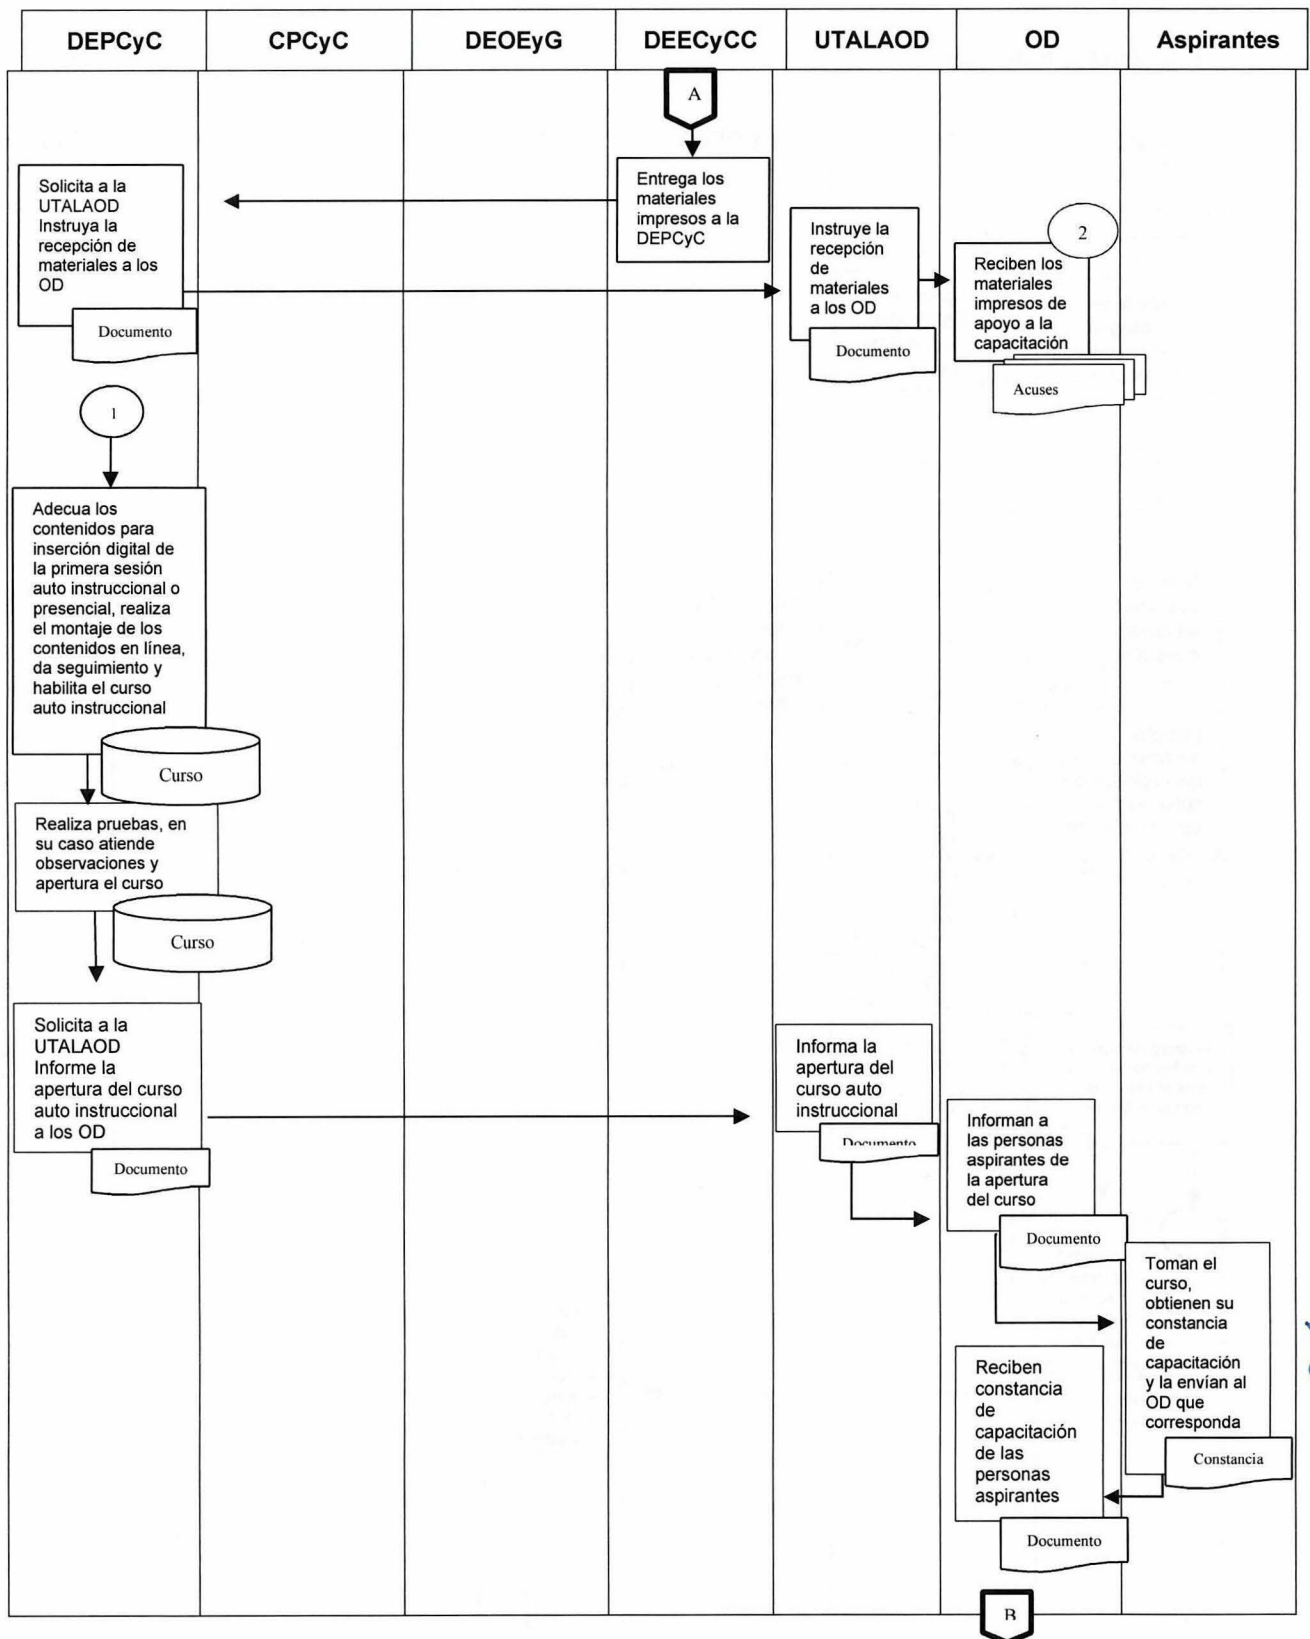 DEPCyC
CPCyC
DEOEyG
DEECyCC
UTALAOD
OD
Aspirantes
A
Entrega los
materiales
impresos a la
DEPCyC
Solicita a la
UTALAOD
Instruya la
recepción de
materiales a los
OD
Documento
Instruye la
recepción
de
materiales
a los OD
Documento
2
Reciben los
materiales
impresos de
apoyo a la
capacitación
Acuses
1
Adecua los
contenidos para
inserción digital de
la primera sesión
auto instruccional o
presencial, realiza
el montaje de los
contenidos en línea,
da seguimiento y
habilita el curso
auto instruccional
Curso
Realiza pruebas, en
su caso atiende
observaciones y
apertura el curso
Curso
Solicita a la
UTALAOD
Informe la
apertura del curso
auto instruccional
a los OD
Documento
Informa la
apertura del
curso auto
instruccional
Documento
Informan a
las personas
aspirantes de
la apertura
del curso
Documento
Toman el
curso,
obtienen su
constancia
de
capacitación
y la envían al
OD que
corresponda
Constancia
Reciben
constancia
de
capacitación
de las
personas
aspirantes
Documento
B